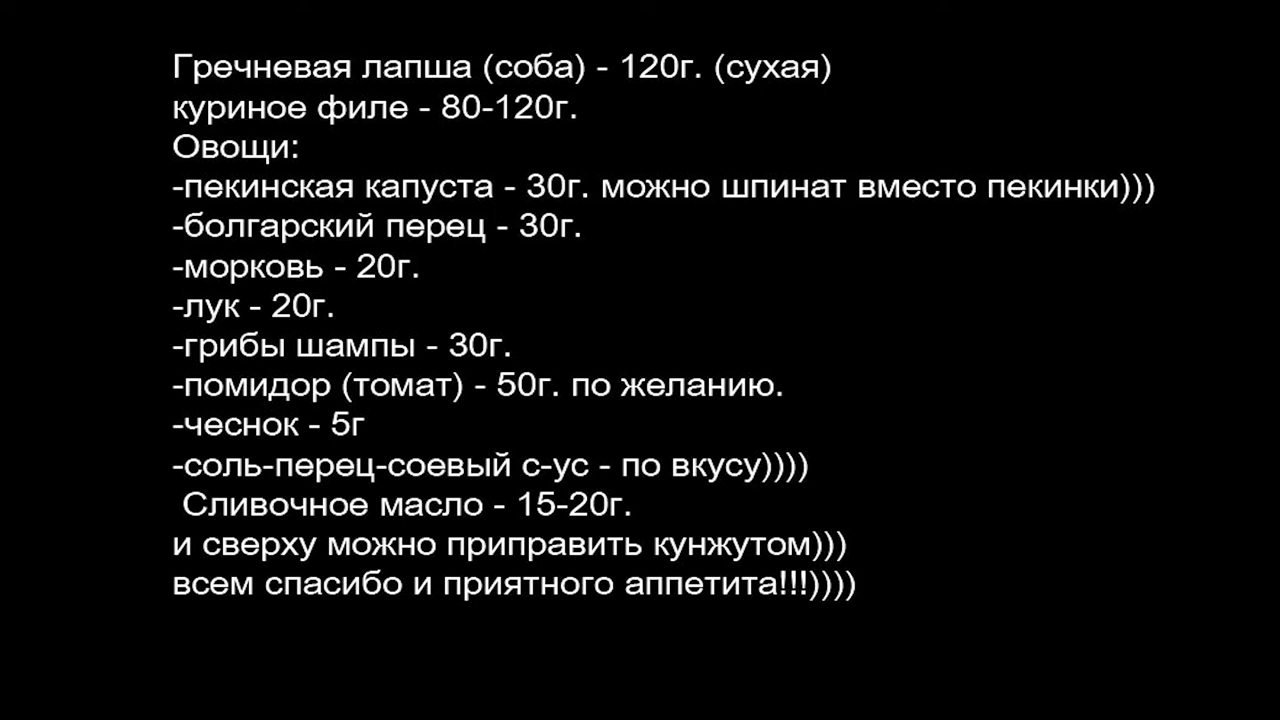 Гречневая лапша (соба) - 120г. (сухая)
куриное филе - 80-120г.
Овощи:
-пекинская капуста - 30г. можно шпинат вместо пекинки)))
-болгарский перец - 30г.
-морковь - 20г.
-лук - 20г.
-грибы шампы - 30г.
-помидор (томат) - 50г. по желанию.
-чеснок - 5г
-соль-перец-соевый с-ус - по вкусу))))
Сливочное масло - 15-20г.
и сверху можно приправить кунжутом)))
всем спасибо и приятного аппетита!!!))))